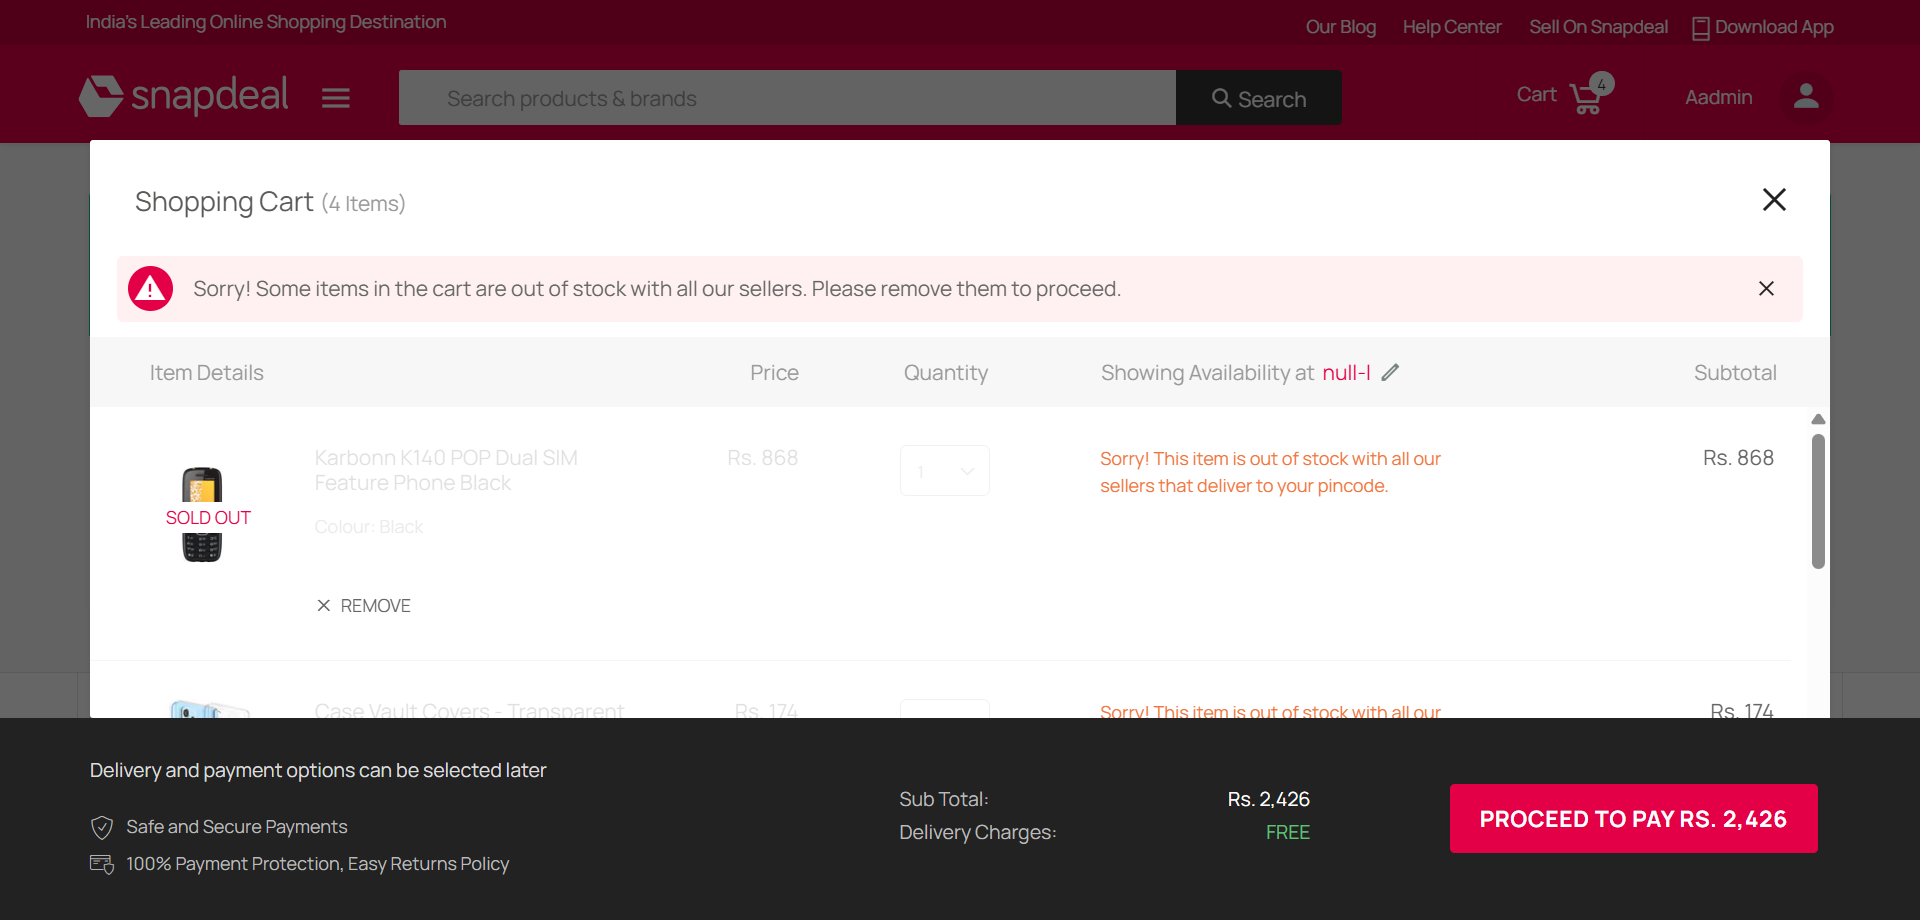 India's Leading Online Shopping Destination
Our Blog Help Center Sell On Snapdeal Download App
snapdeal Search products & brands Search Cart 4 Aadmin
Shopping Cart (4 Items)
Sorry! Some items in the cart are out of stock with all our sellers. Please remove them to proceed.
Item Details Price Quantity Showing Availability at null-l Subtotal
Karbonn K140 POP Dual SIM Rs. 868 1 Sorry! This item is out of stock with all our Rs. 868
Feature Phone Black sellers that deliver to your pincode.
SOLD OUT
Colour: Black
REMOVE
Case Vault Covers - Transparent Rs. 174 Sorry! This item is out of stock with all our Rs. 174
Delivery and payment options can be selected later
Sub Total: Rs. 2,426
Delivery Charges: FREE
PROCEED TO PAY RS. 2,426
Safe and Secure Payments
100% Payment Protection, Easy Returns Policy